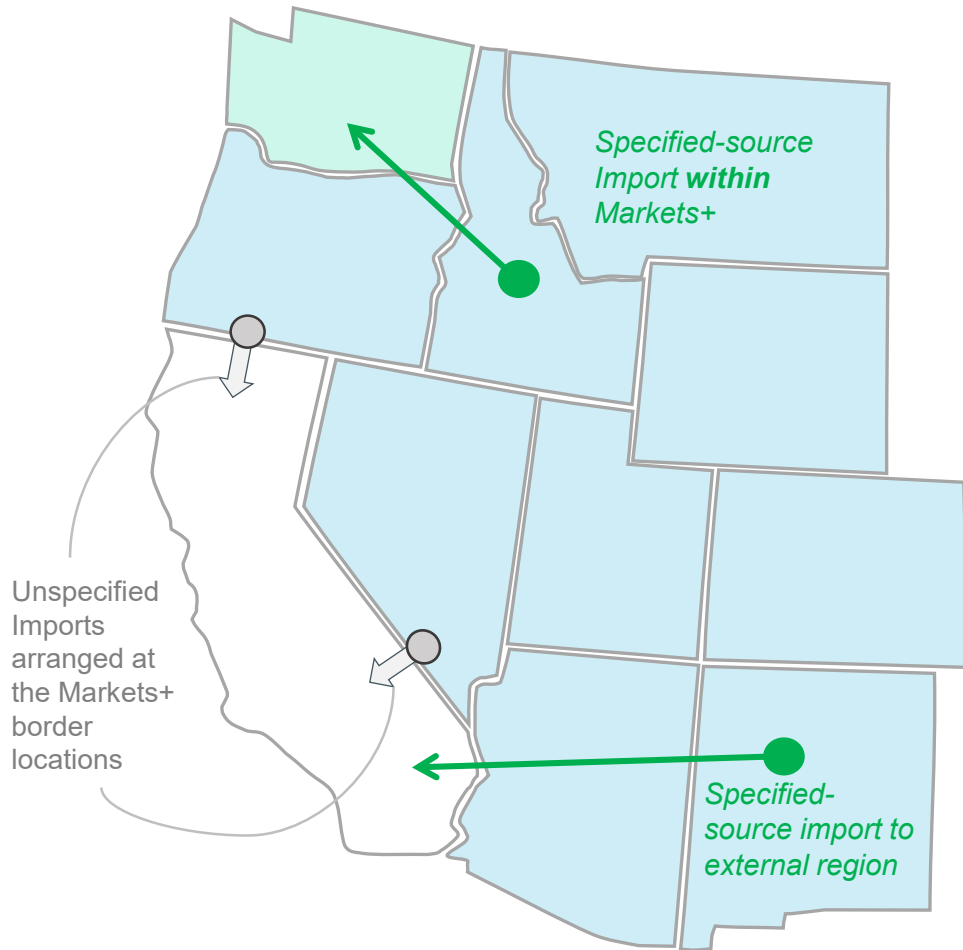 Specified-source
Import within
Markets+
Unspecified
Imports
arranged at
the Markets+
border
locations
Specified-
source import to
external region